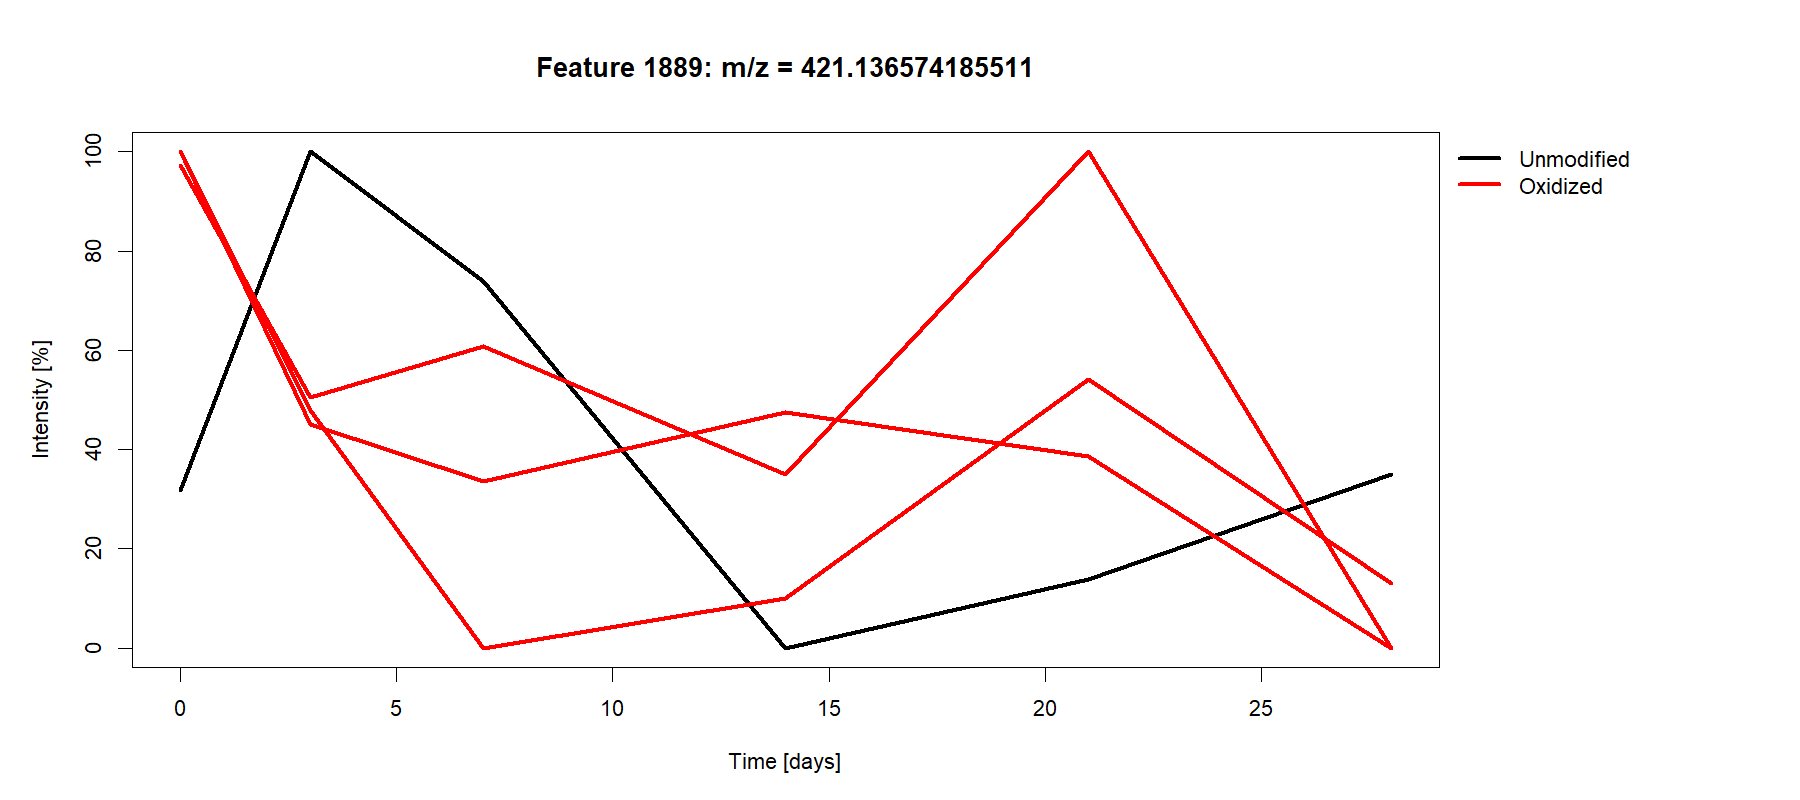 Feature 1889: m/z = 421.136574185511
Unmodified
Oxidized
Intensity [%]
100
80
60
40
20
0
0 5 10 15 20 25
Time [days]